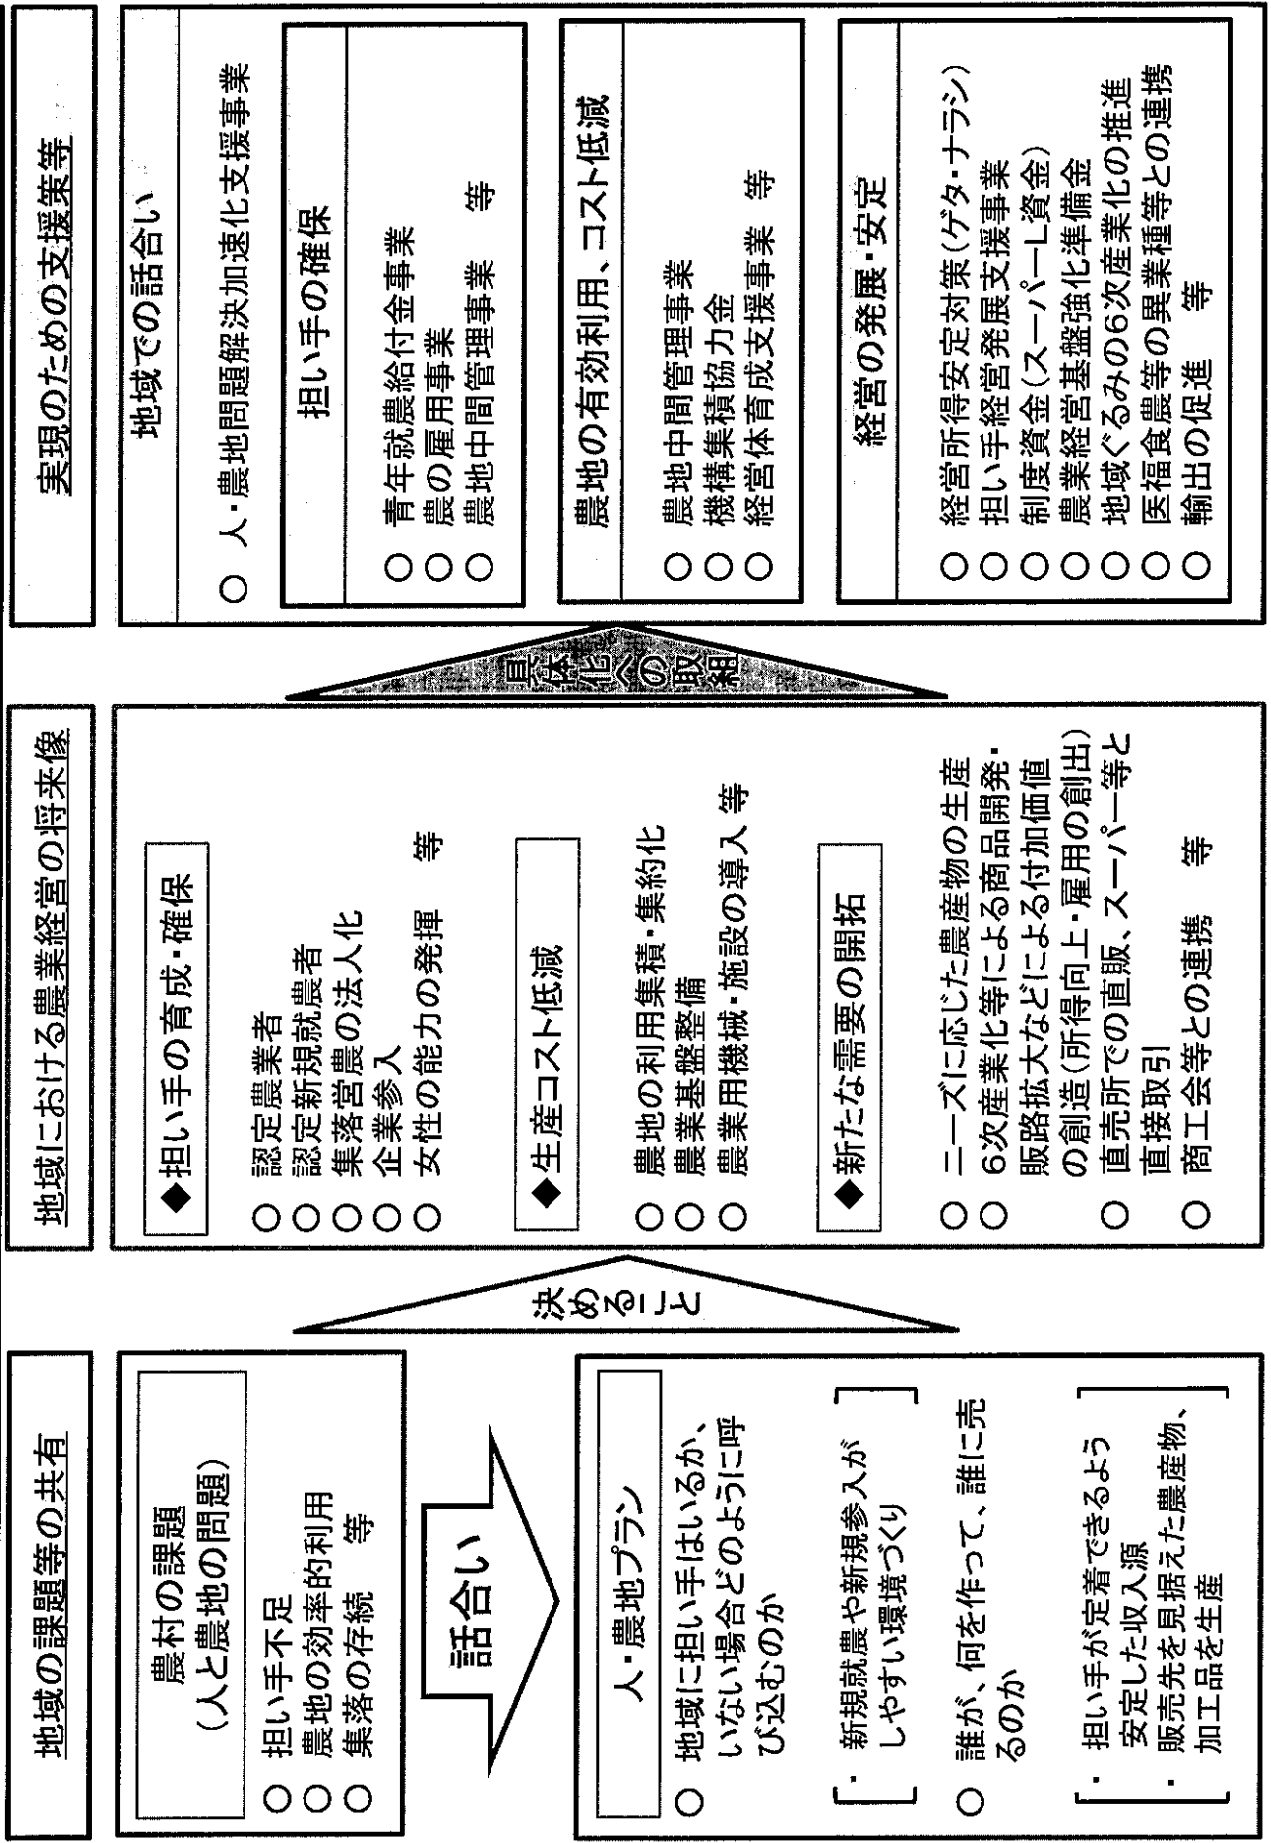 地域の課題等の共有
農村の課題
(人と農地の問題)
○ 担い手不足
○ 農地の効率的利用
○ 集落の存続　等
話合い
人・農地プラン
○ 地域に担い手はいるか、
いない場合どのように呼
び込むのか
・ 新規就農や新規参入が
しやすい環境づくり
○ 誰が、何を作って、誰に売
るのか
・ 担い手が定着できるよう
安定した収入源
・ 販売先を見据えた農産物、
加工品を生産
決めること
地域における農業経営の将来像
◆担い手の育成・確保
○ 認定農業者
○ 認定新規就農者
○ 集落営農の法人化
○ 企業参入
○ 女性の能力の発揮　等
◆生産コスト低減
○ 農地の利用集積・集約化
○ 農業基盤整備
○ 農業用機械・施設の導入 等
◆新たな需要の開拓
○ ニーズに応じた農産物の生産
○ 6次産業化等による商品開発・
販路拡大などによる付加価値
の創造(所得向上・雇用の創出)
○ 直売所での直販、スーパー等と
直接取引
○ 商工会等との連携　等
具体化への取組
実現のための支援策等
地域での話合い
○ 人・農地問題解決加速化支援事業
担い手の確保
○ 青年就農給付金事業
○ 農の雇用事業
○ 農地中間管理事業　等
農地の有効利用、コスト低減
○ 農地中間管理事業
○ 機構集積協力金
○ 経営体育成支援事業　等
経営の発展・安定
○ 経営所得安定対策(ゲタ・ナラシ)
○ 担い手経営発展支援事業
○ 制度資金(スーパーL資金)
○ 農業経営基盤強化準備金
○ 地域ぐるみの6次産業化の推進
○ 医福食農等の異業種等との連携
○ 輸出の促進　等